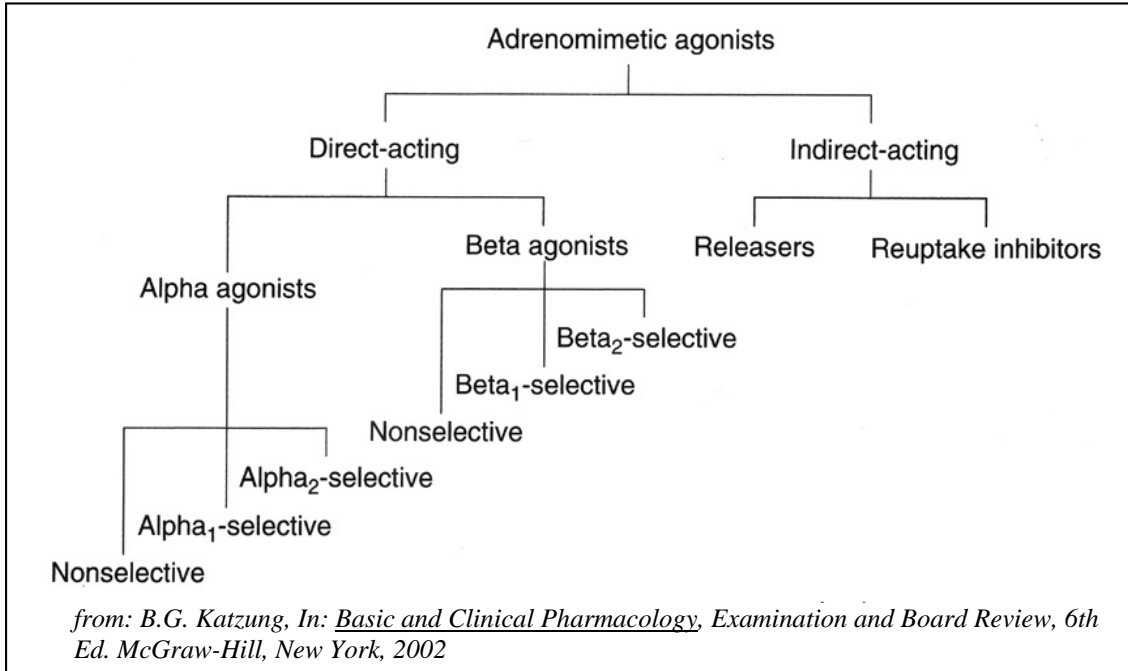 Adrenomimetic agonists
Direct-acting
Indirect-acting
Beta agonists
Releasers
Reuptake inhibitors
Alpha agonists
Beta₂-selective
Beta₁-selective
Nonselective
Alpha₂-selective
Alpha₁-selective
Nonselective
from: B.G. Katzung, In: Basic and Clinical Pharmacology, Examination and Board Review, 6th
Ed. McGraw-Hill, New York, 2002